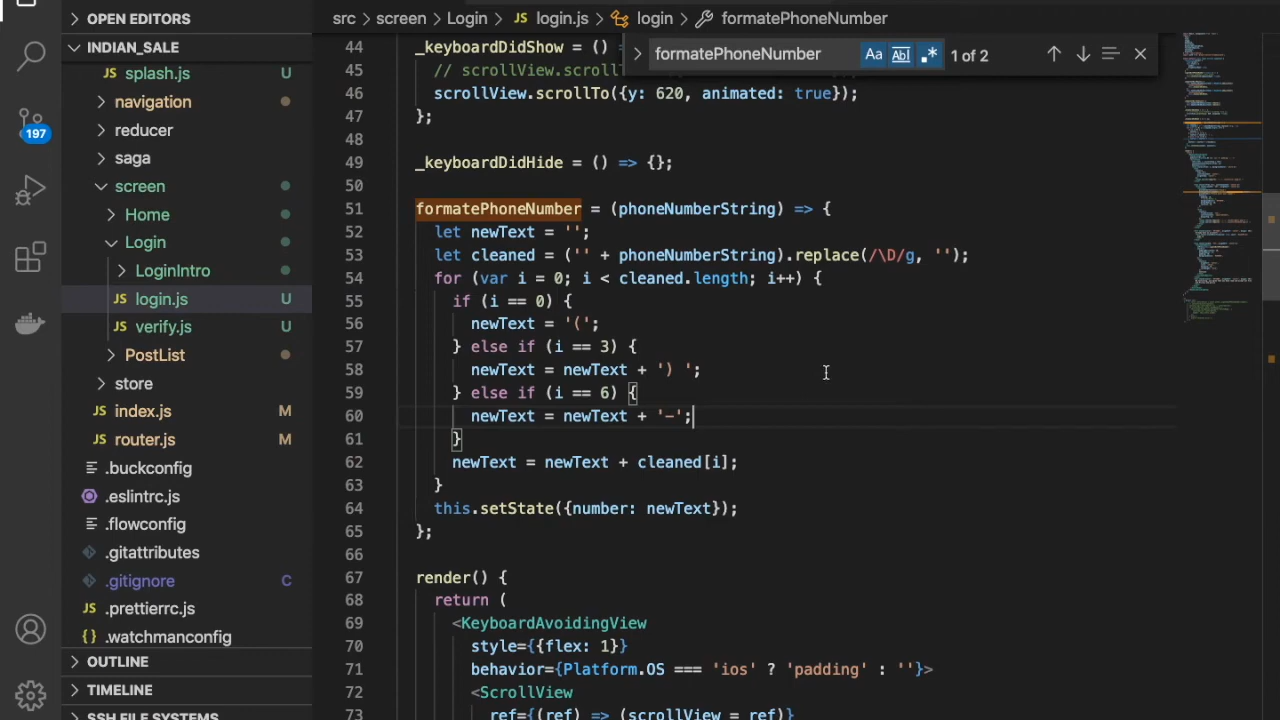 OPEN EDITORS
INDIAN_SALE
JS splash.js U
navigation
reducer
saga
screen
Home
Login
LoginIntro
JS login.js U
JS verify.js U
PostList
store
JS index.js M
JS router.js M
.buckconfig
.eslintrc.js
.flowconfig
.gitattributes
.gitignore C
JS .prettierrc.js
{} .watchmanconfig
OUTLINE
TIMELINE
SSH FILE SYSTEMS
197
src > screen > Login > JS login.js > login > formatePhoneNumber
formatePhoneNumber Aa Abl .* 1 of 2
44 _keyboardDidShow = () =
45 // scrollView.scrollT
46 scrollView.scrollTo({y: 620, animated: true});
47 };
48
49 _keyboardDidHide = () => {};
50
51 formatePhoneNumber = (phoneNumberString) => {
52 let newText = '';
53 let cleaned = ('' + phoneNumberString).replace(/\D/g, '');
54 for (var i = 0; i < cleaned.length; i++) {
55 if (i == 0) {
56 newText = '(';
57 } else if (i == 3) {
58 newText = newText + ') ';
59 } else if (i == 6) {
60 newText = newText + '-';
61 }
62 newText = newText + cleaned[i];
63 }
64 this.setState({number: newText});
65 };
66
67 render() {
68 return (
69 <KeyboardAvoidingView
70 style={{flex: 1}}
71 behavior={Platform.OS === 'ios' ? 'padding' : ''}>
72 <ScrollView
73 ref={(ref) => (scrollView = ref)}